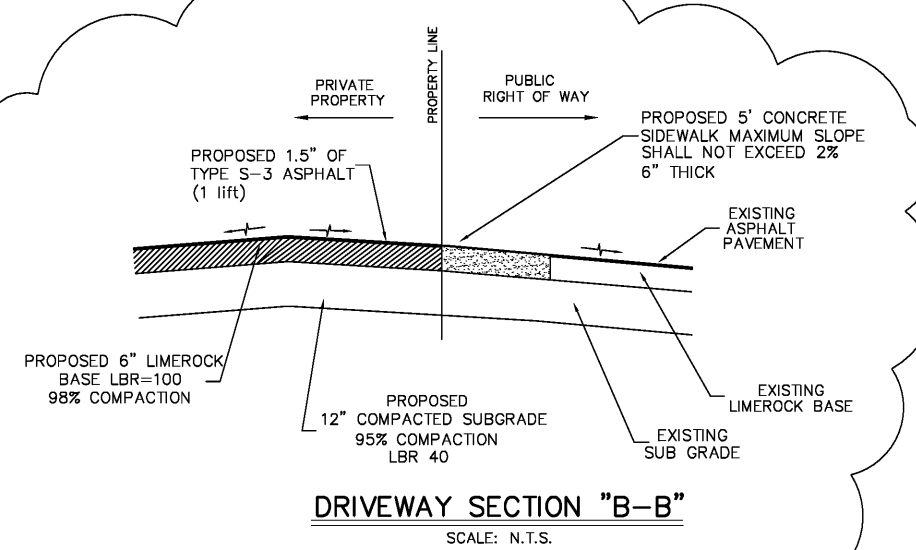 PRIVATE
PROPERTY
PROPERTY LINE
PUBLIC
RIGHT OF WAY
PROPOSED 5' CONCRETE
SIDEWALK MAXIMUM SLOPE
SHALL NOT EXCEED 2%
6" THICK
PROPOSED 1.5" OF
TYPE S-3 ASPHALT
(1 lift)
EXISTING
ASPHALT
PAVEMENT
PROPOSED 6" LIMEROCK
BASE LBR=100
98% COMPACTION
PROPOSED
12" COMPACTED SUBGRADE
95% COMPACTION
LBR 40
EXISTING
LIMEROCK BASE
EXISTING
SUB GRADE
DRIVEWAY SECTION "B-B"
SCALE: N.T.S.